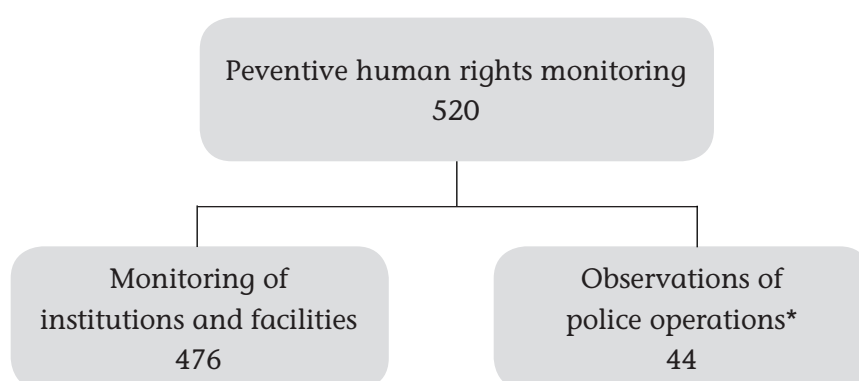 Peventive human rights monitoring
520
Monitoring of
institutions and facilities
476
Observations of
police operations*
44